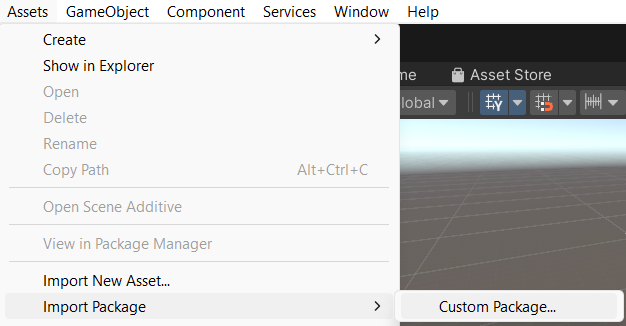 Assets GameObject Component Services Window Help
Create
Show in Explorer
me Asset Store
Open
lobal
Delete
Rename
Copy Path Alt+Ctrl+C
Open Scene Additive
View in Package Manager
Import New Asset...
Import Package Custom Package...